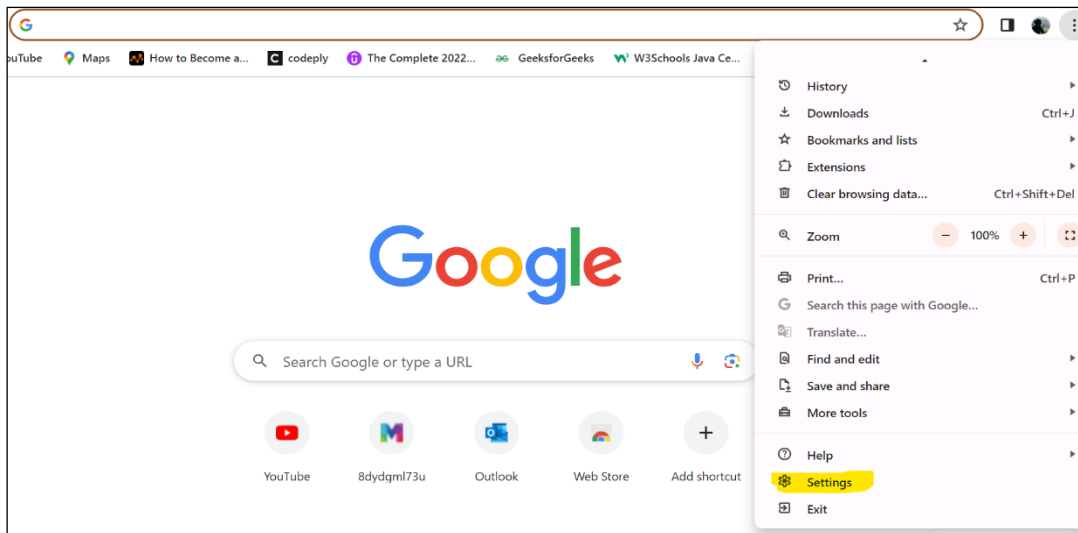 ouTube Maps How to Become a... codeply The Complete 2022... GeeksforGeeks W3Schools Java Ce...
History
Downloads Ctrl+J
Bookmarks and lists
Extensions
Clear browsing data... Ctrl+Shift+Del
Zoom − 100% +
Print... Ctrl+P
Search this page with Google...
Translate...
Find and edit
Save and share
More tools
Help
Settings
Exit
Google
Search Google or type a URL
YouTube 8dydgml73u Outlook Web Store Add shortcut